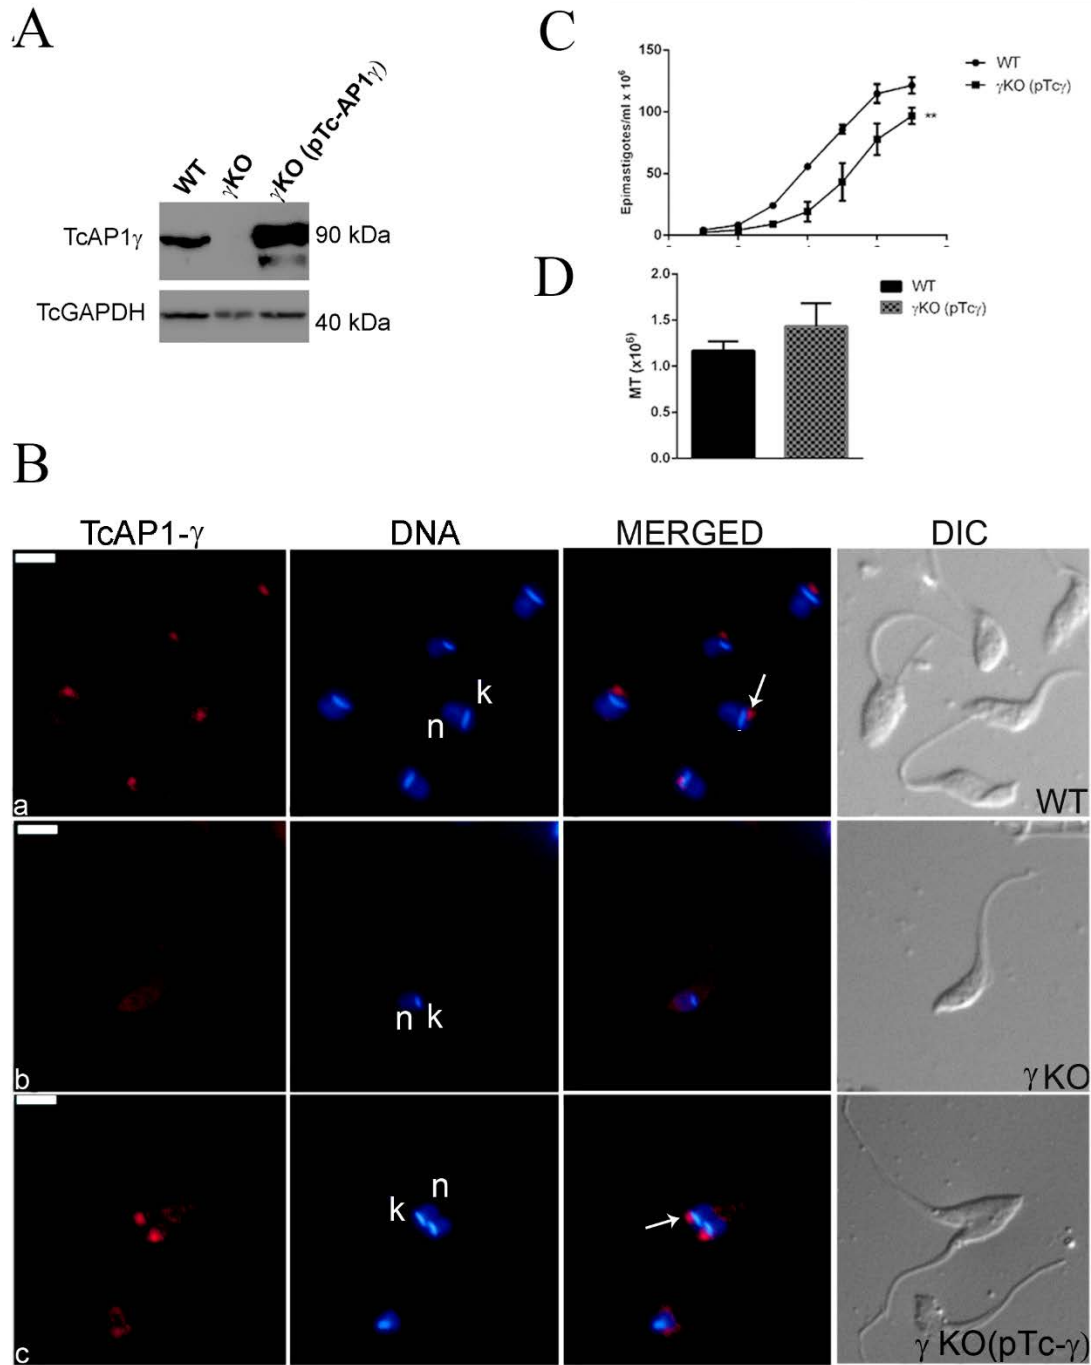 A
WT
γKO
γKO (pTc-AP1γ)
TcAP1γ
90 kDa
TcGAPDH
40 kDa
C
150
100
50
0
Epimastigotes/ml x 10⁶
WT
γKO (pTcγ)
**
D
2.0
1.5
1.0
0.5
0.0
MT (x10⁶)
WT
γKO (pTcγ)
B
TcAP1-γ DNA MERGED DIC
k
n
a
WT
n k
b
γ KO
n
k
c
γ KO(pTc-γ)